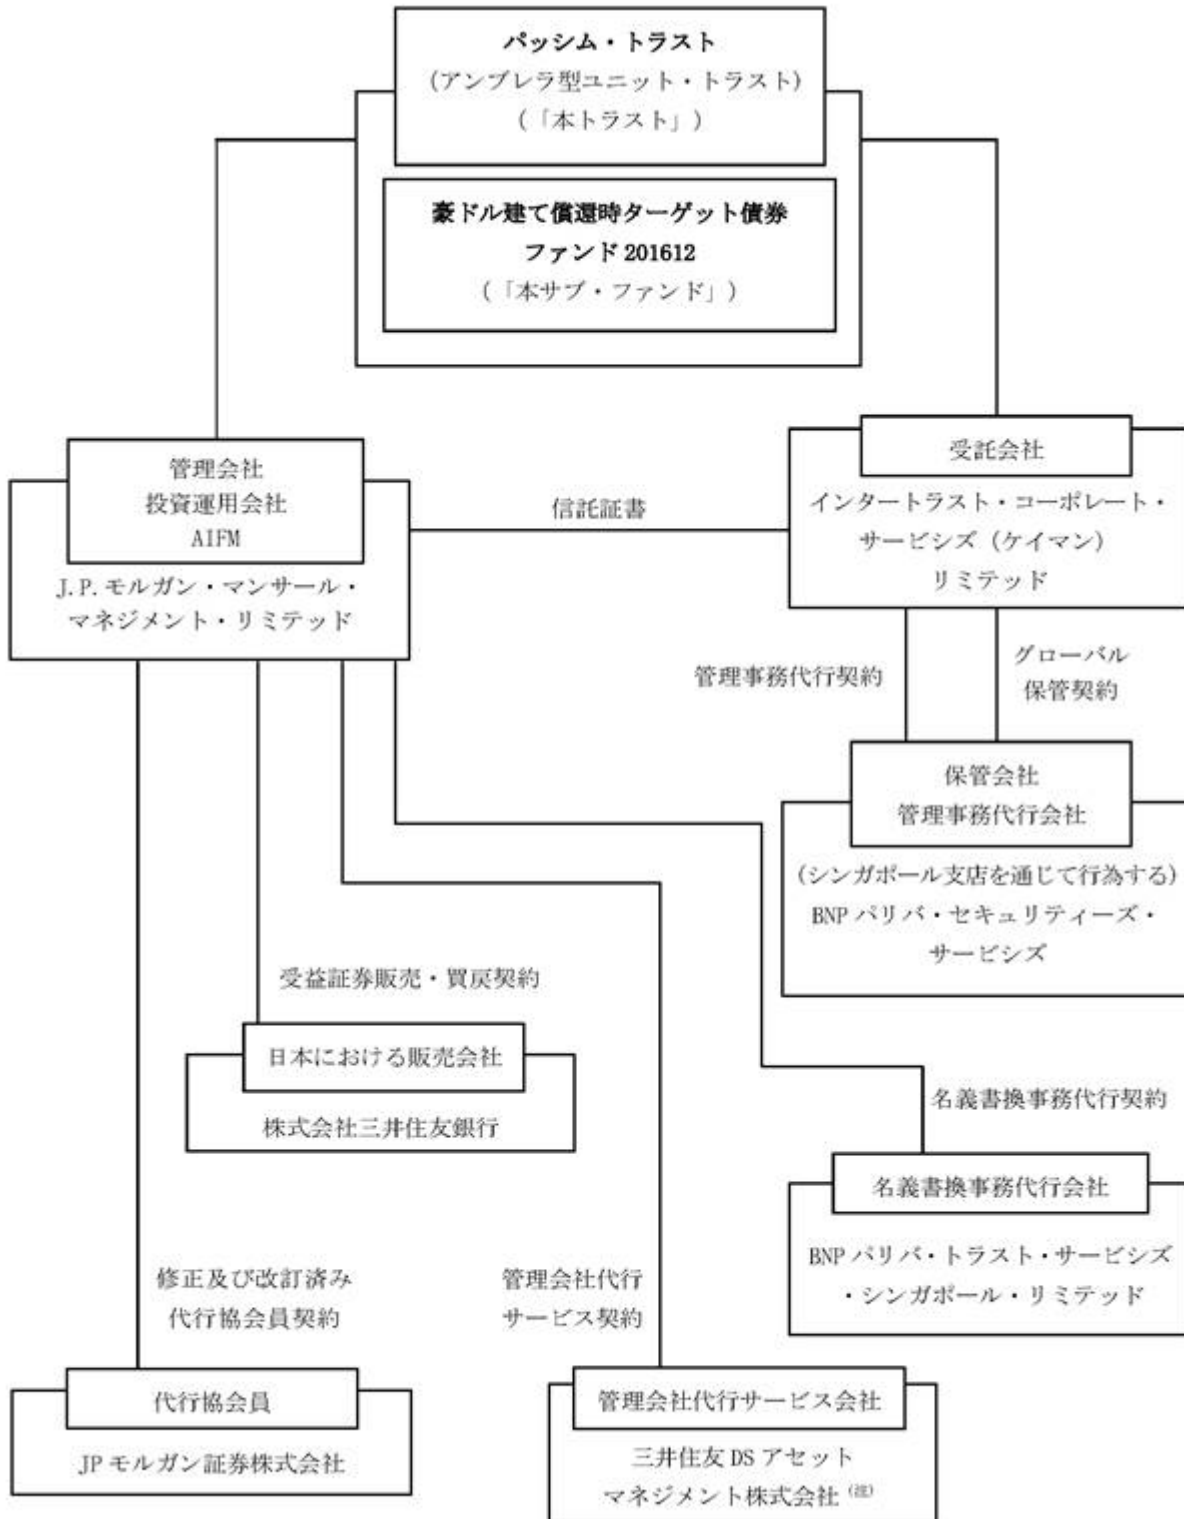 パッシム・トラスト
(アンブレラ型ユニット・トラスト)
(「本トラスト」)
豪ドル建て償還時ターゲット債券
ファンド 201612
(「本サブ・ファンド」)
管理会社
投資運用会社
AIFM
J.P.モルガン・マンサール・
マネジメント・リミテッド
信託証書
受託会社
インタートラスト・コーポレート・
サービシズ(ケイマン)
リミテッド
管理事務代行契約
グローバル
保管契約
保管会社
管理事務代行会社
(シンガポール支店を通じて行為する)
BNP パリバ・セキュリティーズ・
サービシズ
受益証券販売・買戻契約
日本における販売会社
株式会社三井住友銀行
名義書換事務代行契約
名義書換事務代行会社
BNP パリバ・トラスト・サービシズ
・シンガポール・リミテッド
修正及び改訂済み
代行協会員契約
管理会社代行
サービス契約
代行協会員
JP モルガン証券株式会社
管理会社代行サービス会社
三井住友 DS アセット
マネジメント株式会社 (注)